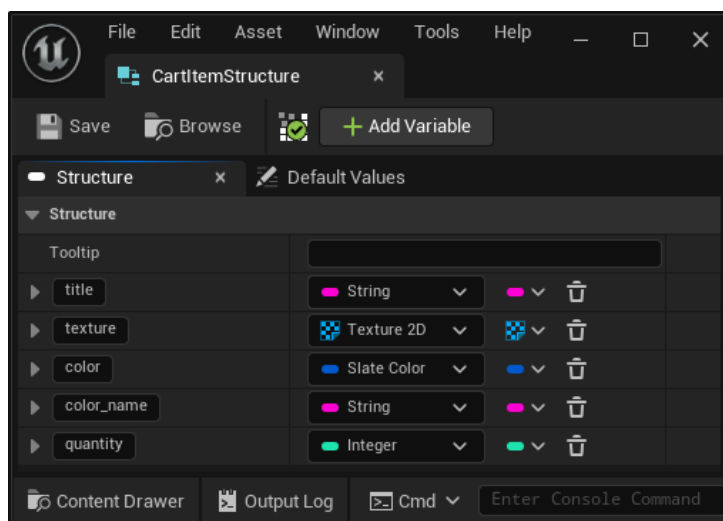 File Edit Asset Window Tools Help
CartItemStructure
Save Browse Add Variable
Structure Default Values
Structure
Tooltip
title String
texture Texture 2D
color Slate Color
color_name String
quantity Integer
Content Drawer Output Log Cmd Enter Console Command